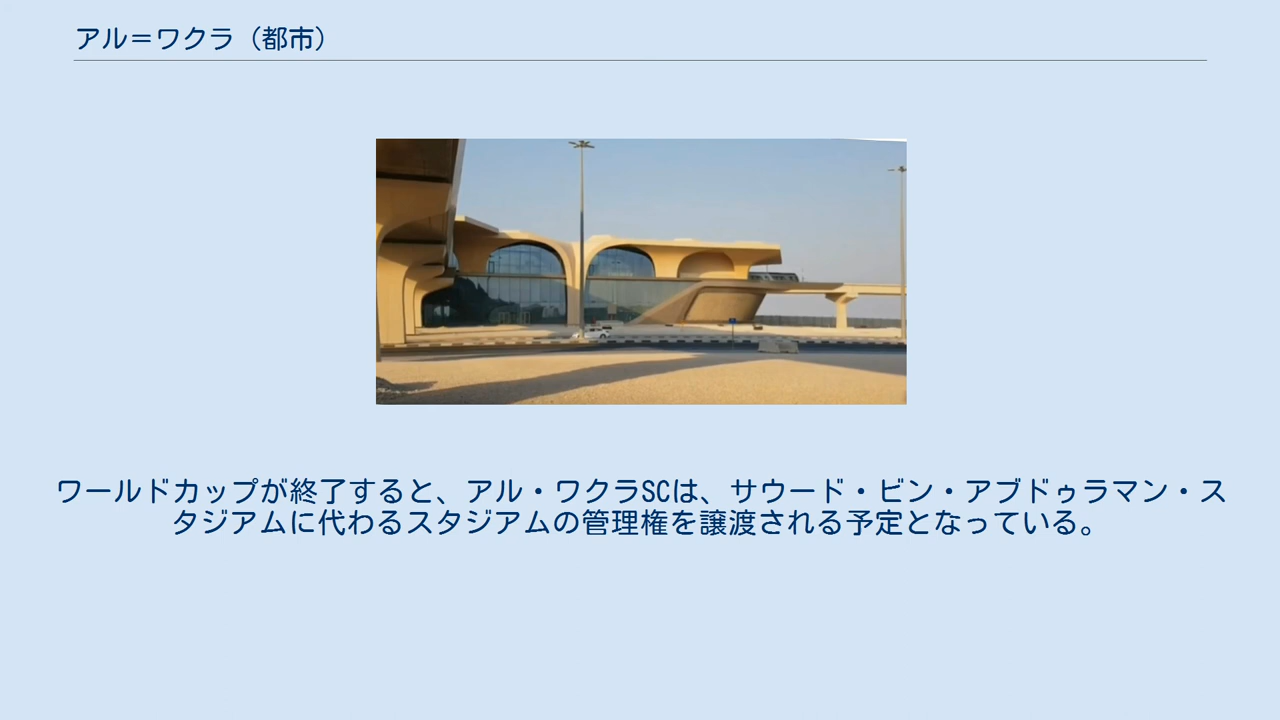 アル＝ワクラ（都市）
ワールドカップが終了すると、アル・ワクラSCは、サウード・ビン・アブドゥラマン・ス
タジアムに代わるスタジアムの管理権を譲渡される予定となっている。